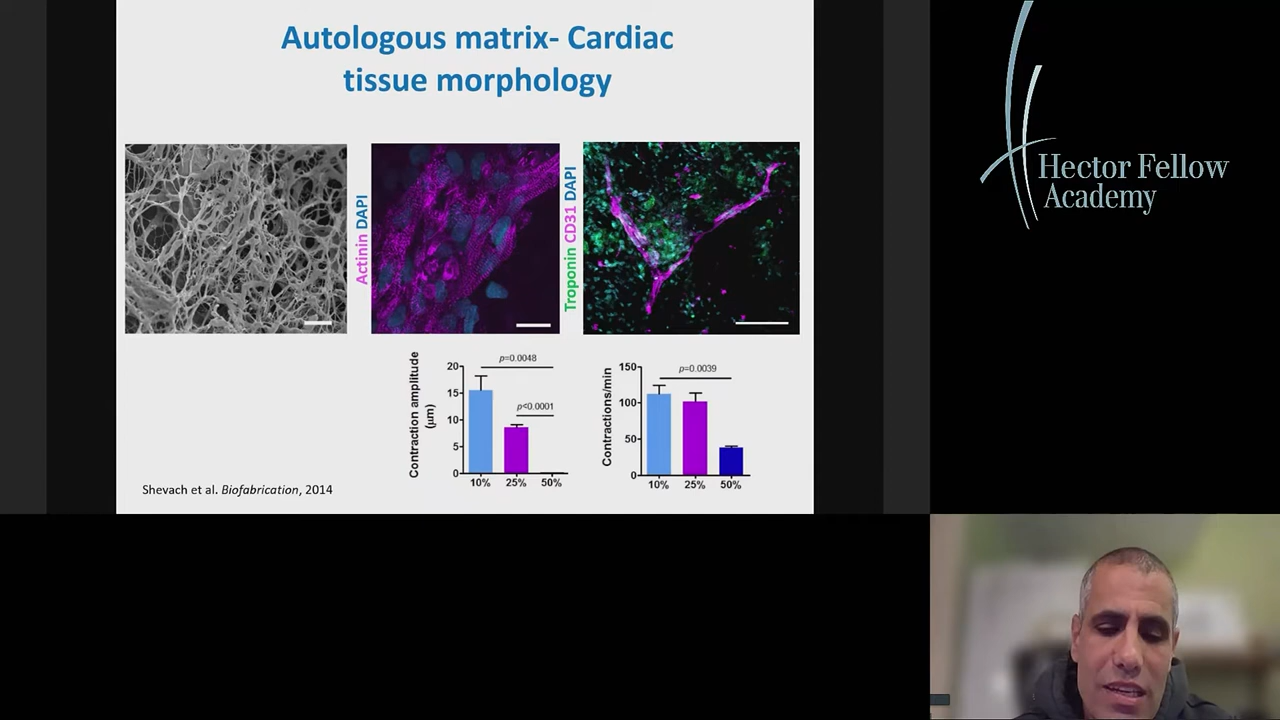 Autologous matrix- Cardiac
tissue morphology
Hector Fellow
Academy
Actinin DAPI
Troponin CD31 DAPI
Contraction amplitude
(μm)
20
15
10
5
0
p=0.0048
p<0.0001
10% 25% 50%
Contractions/min
150
100
50
0
p=0.0039
10% 25% 50%
Shevach et al. Biofabrication, 2014